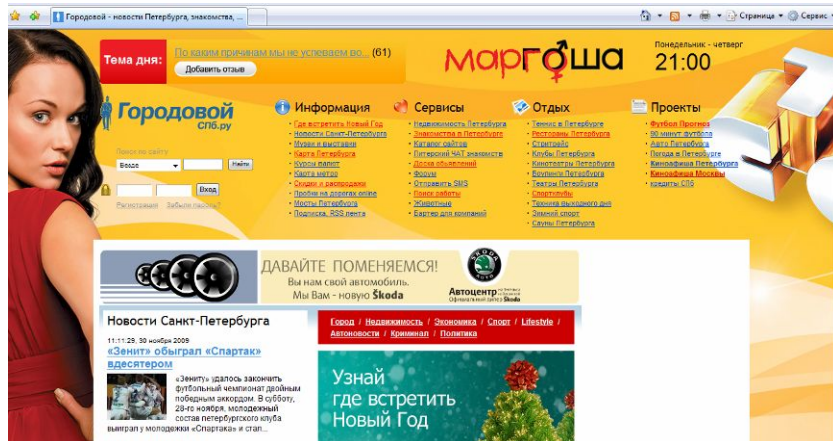 Городовой - новости Петербурга, знакомства, ...
Страница
Сервис
Тема дня:
По каким причинам мы не успеваем во... (61)
Добавить отзыв
Маргоша
Понедельник - четверг
21:00
Городовой
СПб.ру
Поиск по сайту
Везде
Найти
Вход
Регистрация Забыли пароль?
Информация
Где встретить Новый Год
Новости Санкт-Петербурга
Музеи и выставки
Карта Петербурга
Курсы валют
Карта метро
Скидки и распродажи
Пробки на дорогах online
Мосты Петербурга
Подписка, RSS лента
Сервисы
Недвижимость Петербурга
Знакомства в Петербурге
Каталог сайтов
Питерский ЧАТ знакомств
Доска объявлений
Форум
Отправить SMS
Поиск работы
Животные
Бартер для компаний
Отдых
Теннис в Петербурге
Рестораны Петербурга
Стритрейс
Клубы Петербурга
Кинотеатры Петербурга
Боулинги Петербурга
Театры Петербурга
Спортклубы
Техника выходного дня
Зимний спорт
Сауны Петербурга
Проекты
Футбол Прогноз
90 минут футбола
Авто Петербурга
Погода в Петербурге
Киноафиша Петербурга
Киноафиша Москвы
кредиты СПб
ДАВАЙТЕ ПОМЕНЯЕМСЯ!
Вы нам свой автомобиль.
Мы Вам - новую Škoda
ŠKODA
AUTO
Автоцентр
Официальный дилер Škoda
Новости Санкт-Петербурга
11:11:29, 30 ноября 2009
«Зенит» обыграл «Спартак»
вдесятером
«Зениту» удалось закончить
футбольный чемпионат двойным
победным аккордом. В субботу,
28-го ноября, молодежный
состав петербургского клуба
выиграл у молодежки «Спартака» и стал...
Город / Недвижимость / Экономика / Спорт / Lifestyle /
Автоновости / Криминал / Политика
Узнай
где встретить
Новый Год